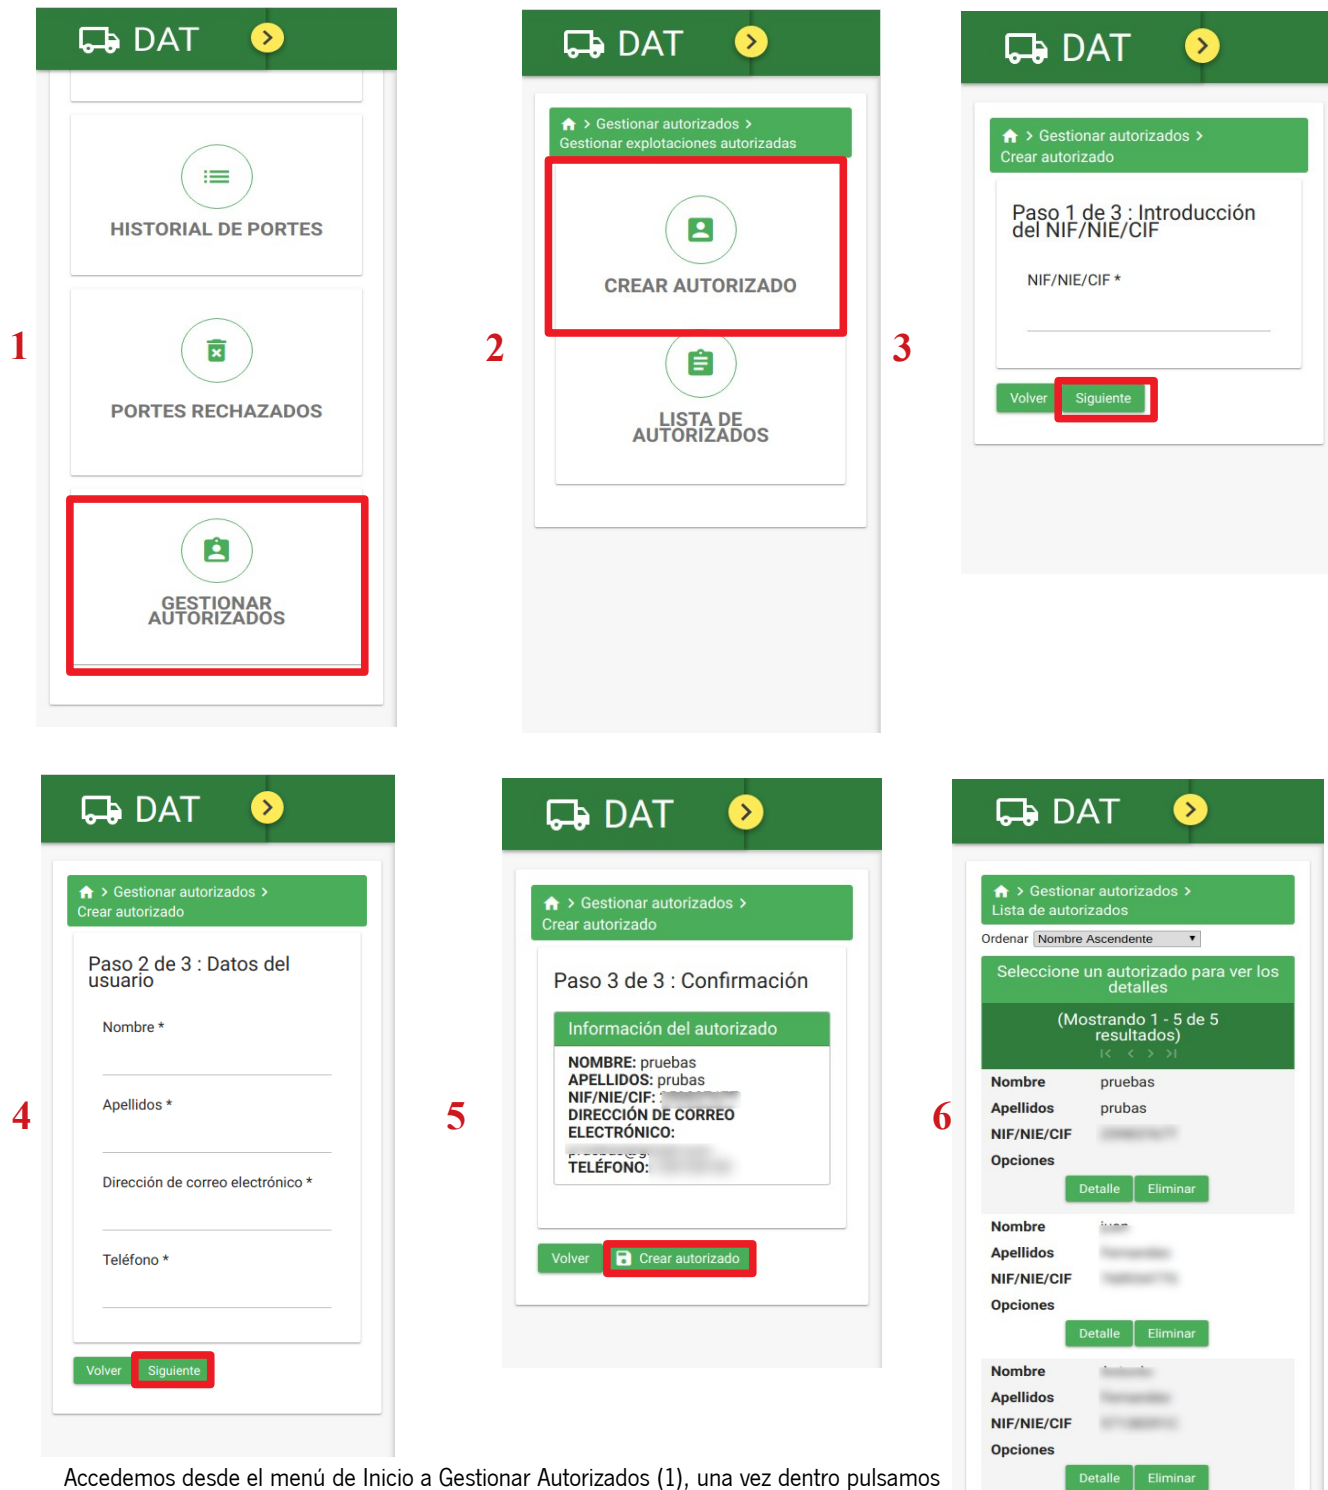 DAT
HISTORIAL DE PORTES
PORTES RECHAZADOS
GESTIONAR
AUTORIZADOS
1
DAT
> Gestionar autorizados >
Gestionar explotaciones autorizadas
CREAR AUTORIZADO
LISTA DE
AUTORIZADOS
2
DAT
> Gestionar autorizados >
Crear autorizado
Paso 1 de 3 : Introducción
del NIF/NIE/CIF
NIF/NIE/CIF *
Volver Siguiente
3
DAT
> Gestionar autorizados >
Crear autorizado
Paso 2 de 3 : Datos del
usuario
Nombre *
Apellidos *
Dirección de correo electrónico *
Teléfono *
Volver Siguiente
4
DAT
> Gestionar autorizados >
Crear autorizado
Paso 3 de 3 : Confirmación
Información del autorizado
NOMBRE: pruebas
APELLIDOS: prubas
NIF/NIE/CIF:
DIRECCIÓN DE CORREO
ELECTRÓNICO:
TELÉFONO:
Volver Crear autorizado
5
DAT
> Gestionar autorizados >
Lista de autorizados
Ordenar Nombre Ascendente
Seleccione un autorizado para ver los
detalles
(Mostrando 1 - 5 de 5
resultados)
Nombre pruebas
Apellidos prubas
NIF/NIE/CIF
Opciones
Detalle Eliminar
Nombre
Apellidos
NIF/NIE/CIF
Opciones
Detalle Eliminar
Nombre
Apellidos
NIF/NIE/CIF
Opciones
Detalle Eliminar
6
Accedemos desde el menú de Inicio a Gestionar Autorizados (1), una vez dentro pulsamos